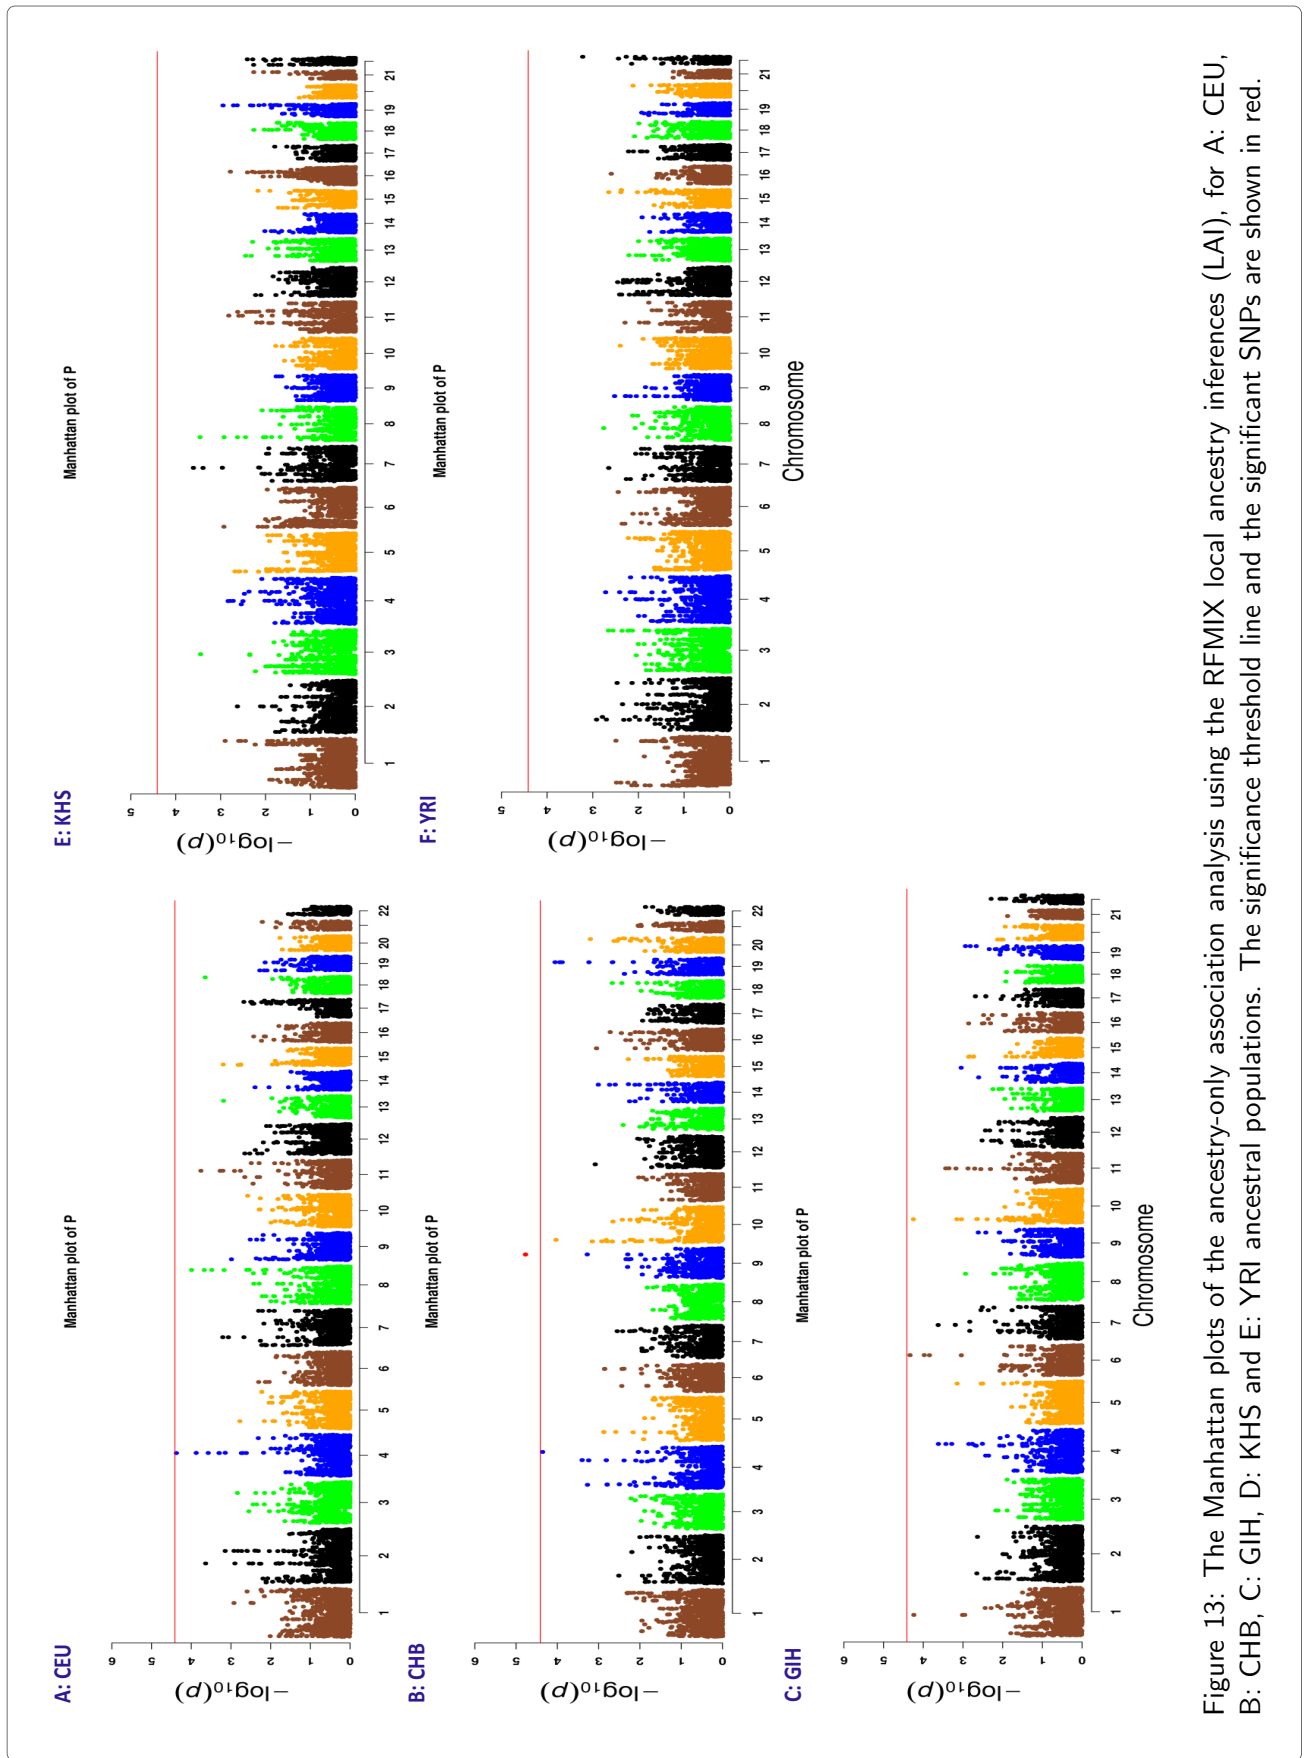 A: CEU
Manhattan plot of P
−log10(p)
0 1 2 3 4 5 6
1 2 3 4 5 6 7 8 9 10 11 12 13 14 15 16 17 18 19 20 22
E: KHS
Manhattan plot of P
−log10(p)
0 1 2 3 4 5
1 2 3 4 5 6 7 8 9 10 11 12 13 14 15 16 17 18 19 21
B: CHB
Manhattan plot of P
−log10(p)
0 1 2 3 4 5 6
1 2 3 4 5 6 7 8 9 10 11 12 13 14 15 16 17 18 19 20 22
F: YRI
Manhattan plot of P
−log10(p)
0 1 2 3 4 5
1 2 3 4 5 6 7 8 9 10 11 12 13 14 15 16 17 18 19 21
Chromosome
C: GIH
Manhattan plot of P
−log10(p)
0 1 2 3 4 5 6
1 2 3 4 5 6 7 8 9 10 11 12 13 14 15 16 17 18 19 21
Chromosome
Figure 13: The Manhattan plots of the ancestry-only association analysis using the RFMIX local ancestry inferences (LAI), for A: CEU,
B: CHB, C: GIH, D: KHS and E: YRI ancestral populations. The significance threshold line and the significant SNPs are shown in red.